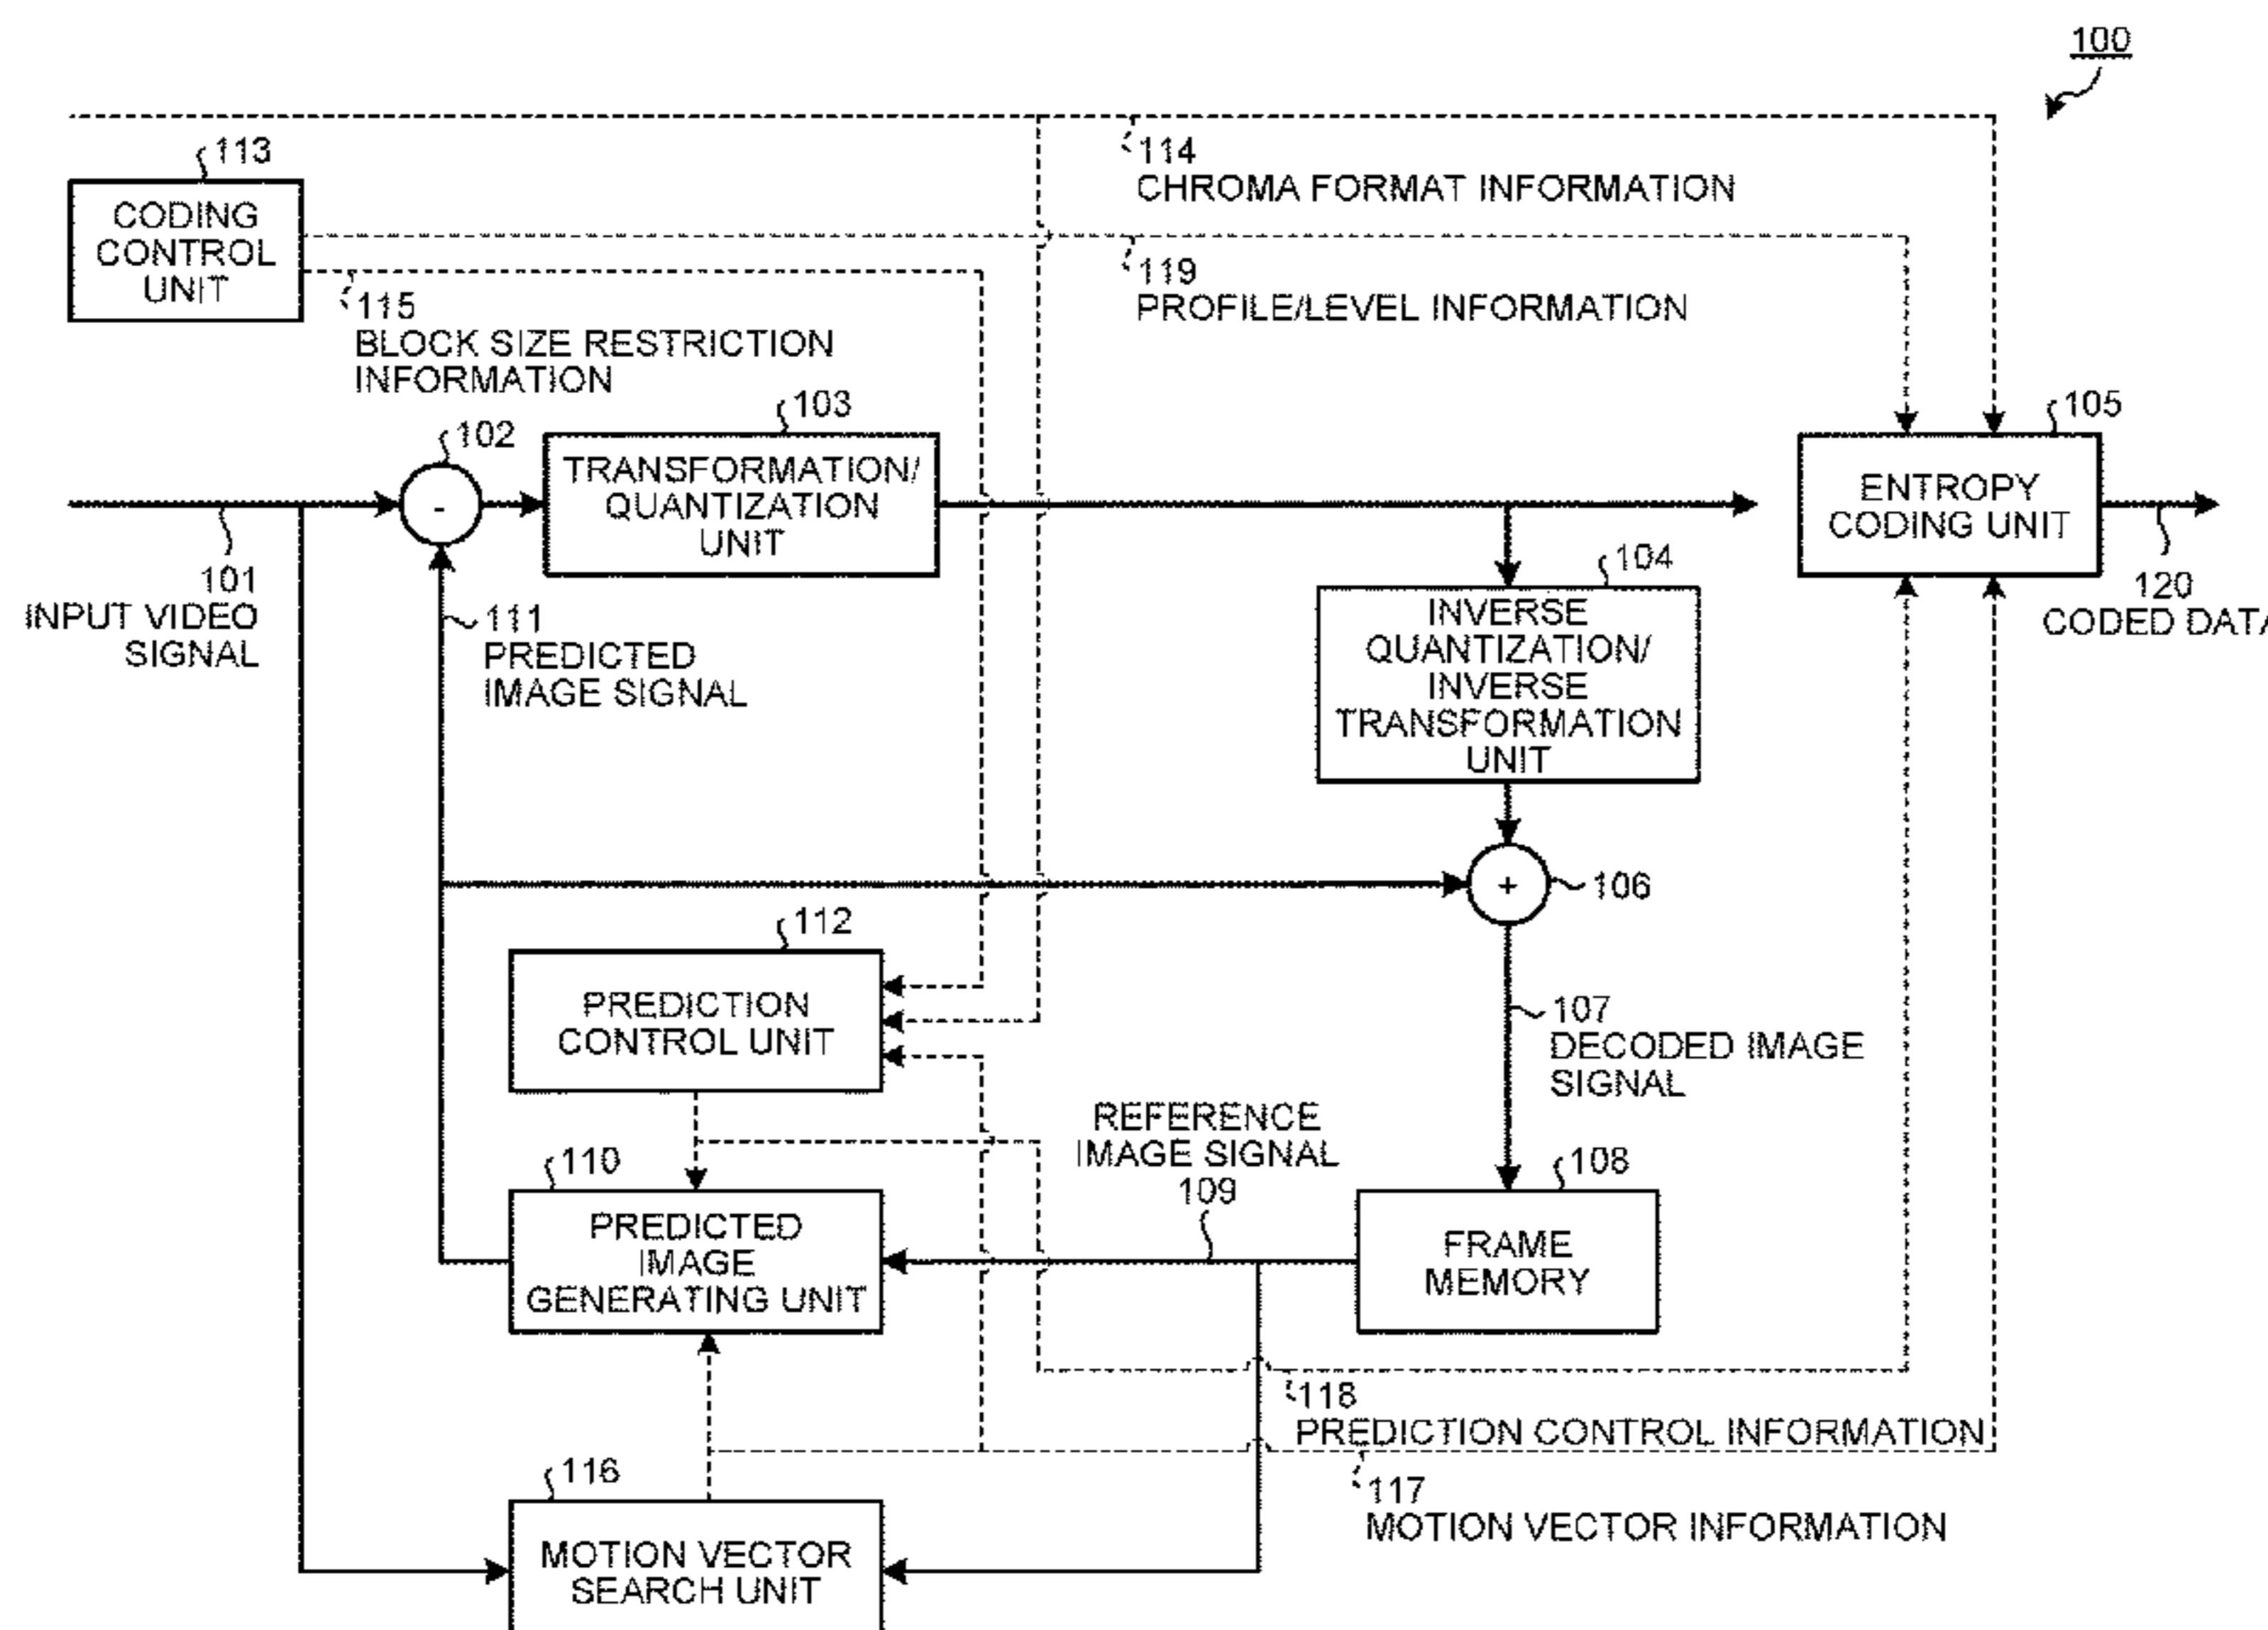 100
113
CODING
CONTROL
UNIT
114
CHROMA FORMAT INFORMATION
119
PROFILE/LEVEL INFORMATION
115
BLOCK SIZE RESTRICTION
INFORMATION
102
103
TRANSFORMATION/
QUANTIZATION
UNIT
105
ENTROPY
CODING UNIT
-
101
INPUT VIDEO
SIGNAL
111
PREDICTED
IMAGE SIGNAL
104
INVERSE
QUANTIZATION/
INVERSE
TRANSFORMATION
UNIT
120
CODED DATA
+
106
112
PREDICTION
CONTROL UNIT
107
DECODED IMAGE
SIGNAL
REFERENCE
IMAGE SIGNAL
109
110
PREDICTED
IMAGE
GENERATING UNIT
108
FRAME
MEMORY
118
PREDICTION CONTROL INFORMATION
117
MOTION VECTOR INFORMATION
116
MOTION VECTOR
SEARCH UNIT